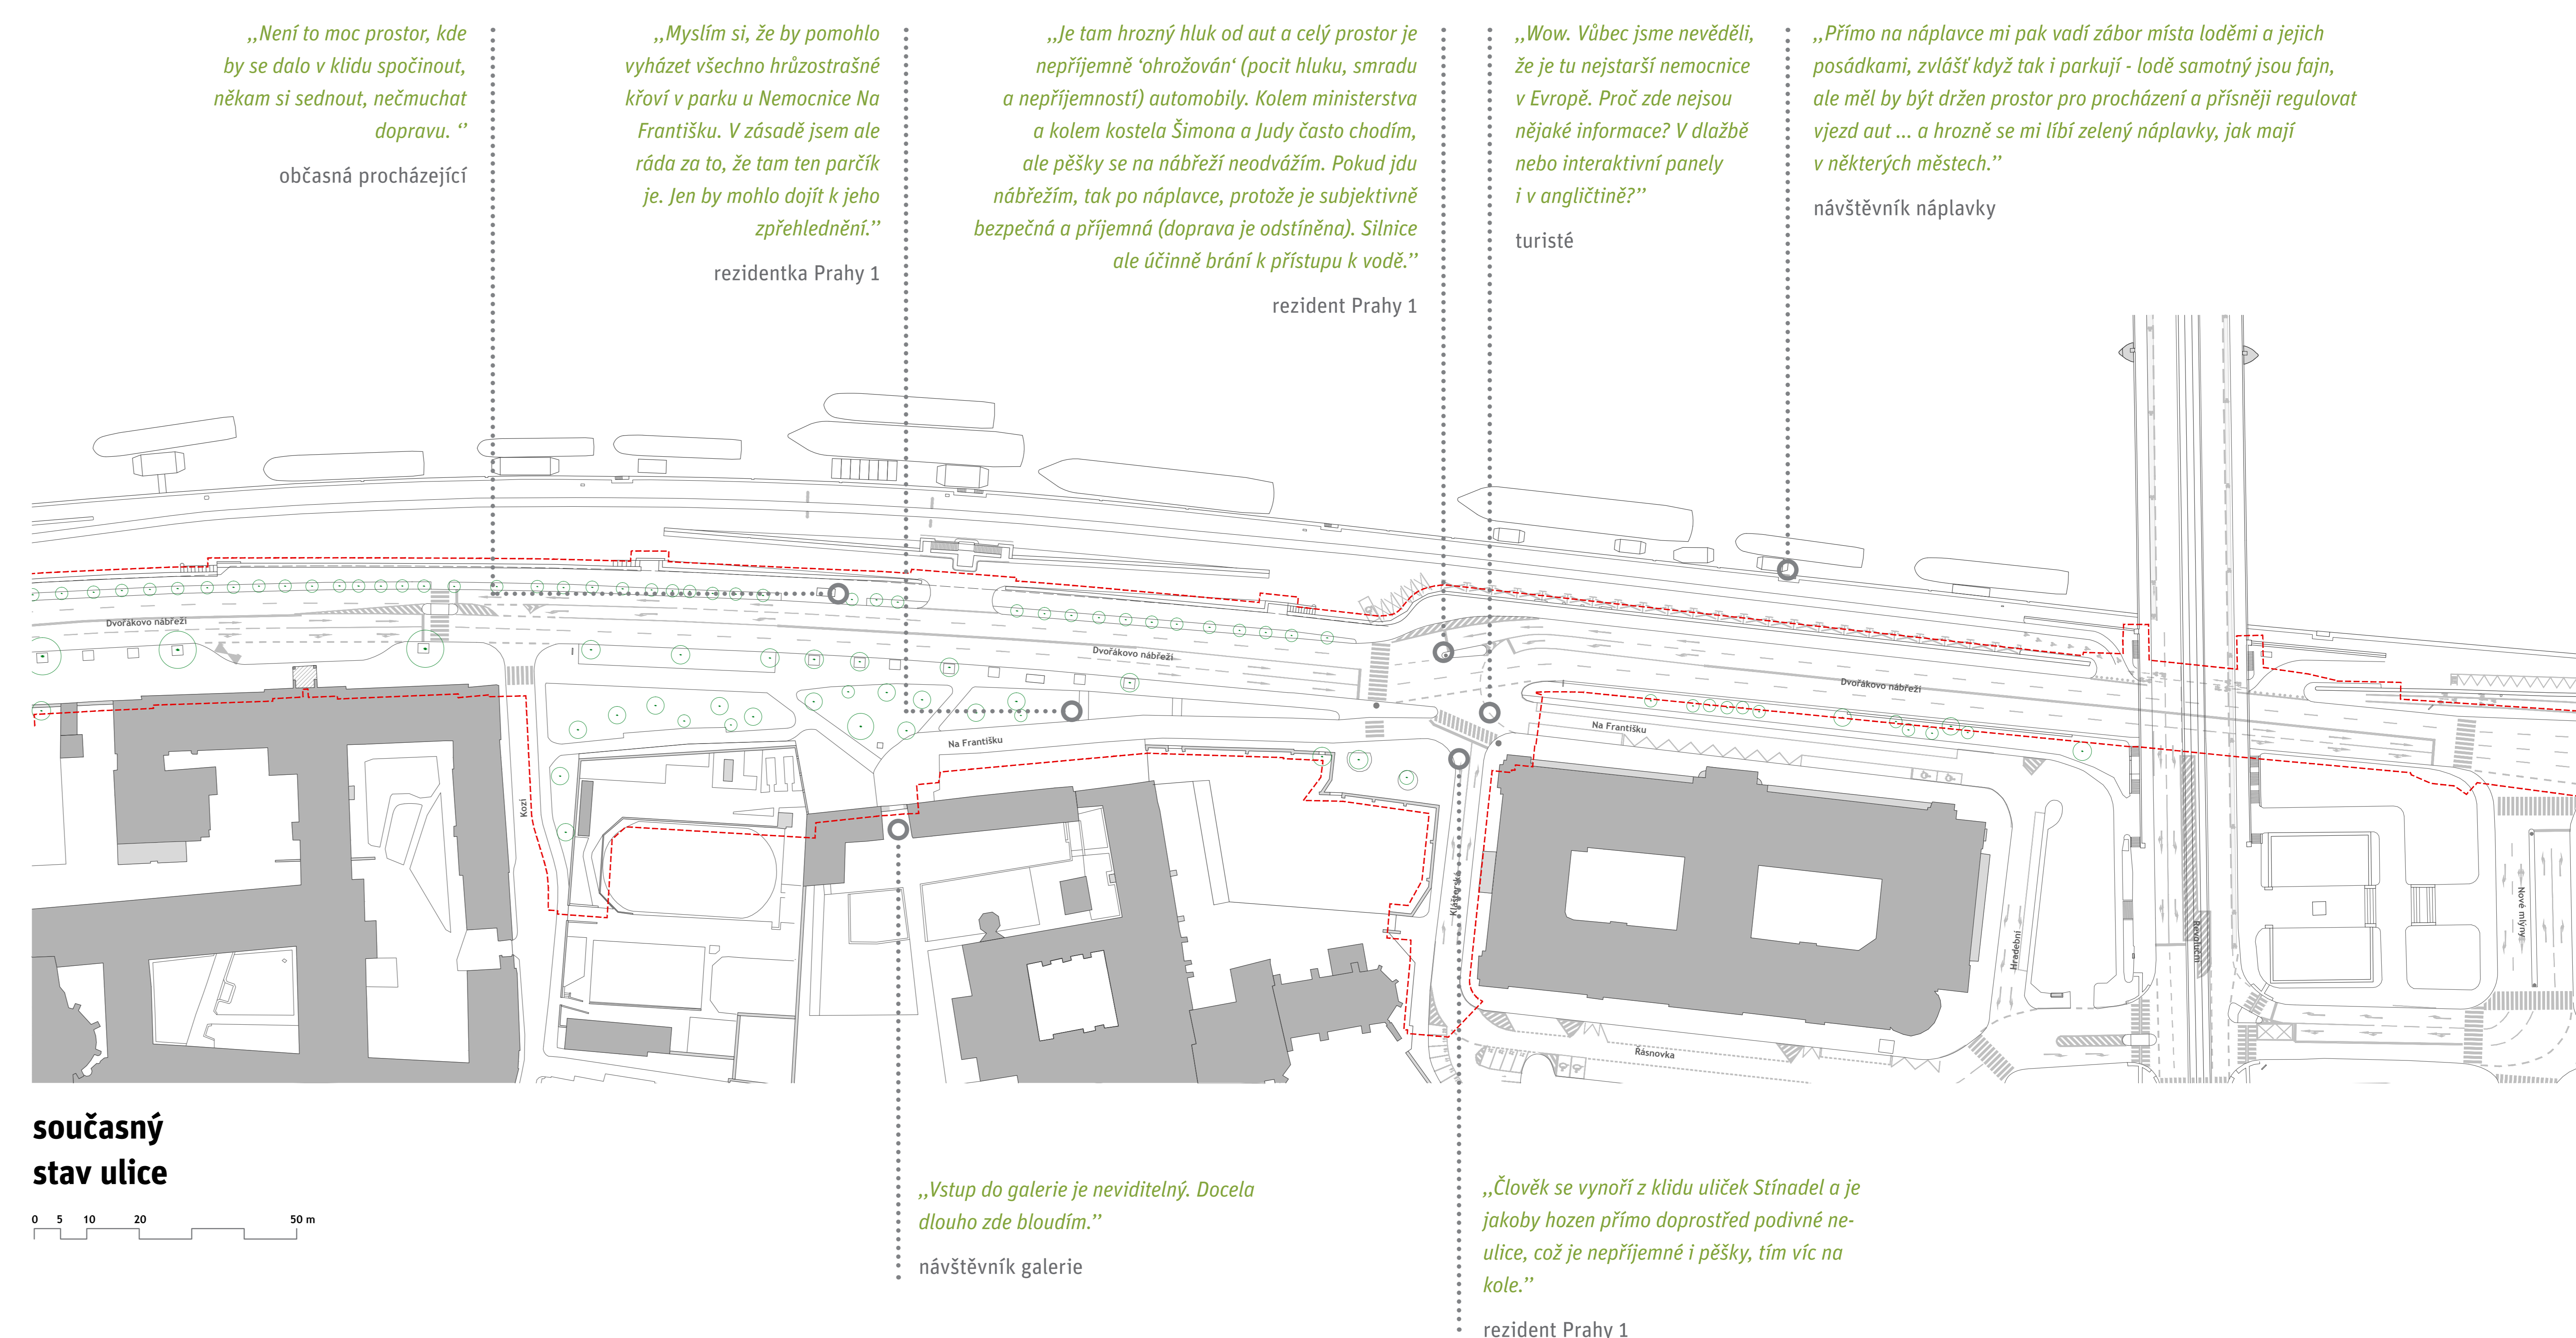 „Není to moc prostor, kde
by se dalo v klidu spočinout,
někam si sednout, nečmuchat
dopravu. ‘’
občasná procházející
„Myslím si, že by pomohlo
vyházet všechno hrůzostrašné
křoví v parku u Nemocnice Na
Františku. V zásadě jsem ale
ráda za to, že tam ten parčík
je. Jen by mohlo dojít k jeho
zpřehlednění.’’
rezidentka Prahy 1
„Je tam hrozný hluk od aut a celý prostor je
nepříjemně ‘ohrožován‘ (pocit hluku, smradu
a nepříjemností) automobily. Kolem ministerstva
a kolem kostela Šimona a Judy často chodím,
ale pěšky se na nábřeží neodvážím. Pokud jdu
nábřežím, tak po náplavce, protože je subjektivně
bezpečná a příjemná (doprava je odstíněna). Silnice
ale účinně brání k přístupu k vodě.’’
rezident Prahy 1
„Wow. Vůbec jsme nevěděli,
že je tu nejstarší nemocnice
v Evropě. Proč zde nejsou
nějaké informace? V dlažbě
nebo interaktivní panely
i v angličtině?’’
turisté
„Přímo na náplavce mi pak vadí zábor místa loděmi a jejich
posádkami, zvlášť když tak i parkují - lodě samotný jsou fajn,
ale měl by být držen prostor pro procházení a přísněji regulovat
vjezd aut ... a hrozně se mi líbí zelený náplavky, jak mají
v některých městech.’’
návštěvník náplavky
Dvořákovo nábřeží
Dvořákovo nábřeží
Dvořákovo nábřeží
Na Františku
Na Františku
Kozí
Klášterská
Hradební
Revoluční
Nové mlýny
Řásnovka
současný
stav ulice
0 5 10 20 50 m
„Vstup do galerie je neviditelný. Docela
dlouho zde bloudím.’’
návštěvník galerie
„Člověk se vynoří z klidu uliček Stínadel a je
jakoby hozen přímo doprostřed podivné ne-
ulice, což je nepříjemné i pěšky, tím víc na
kole.’’
rezident Prahy 1